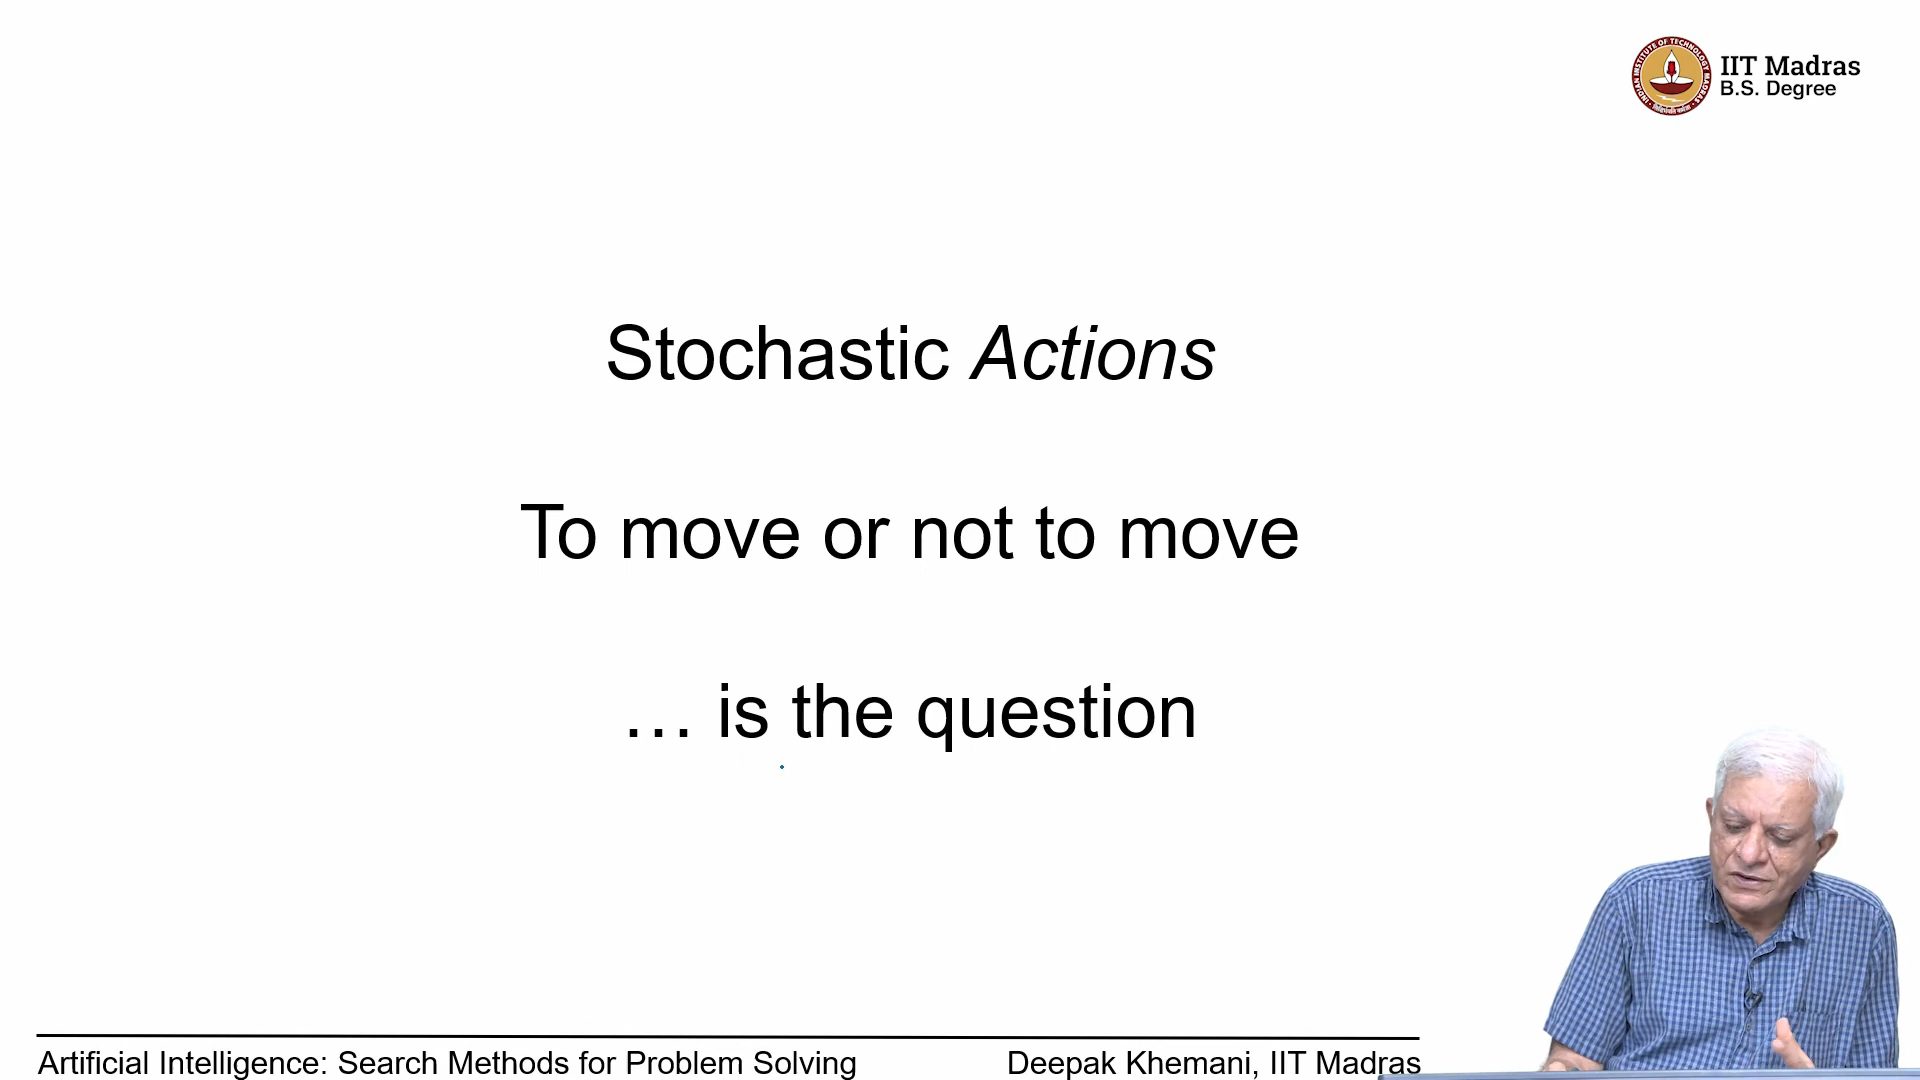 IIT Madras
B.S. Degree
Stochastic Actions
To move or not to move
… is the question
Artificial Intelligence: Search Methods for Problem Solving
Deepak Khemani, IIT Madras